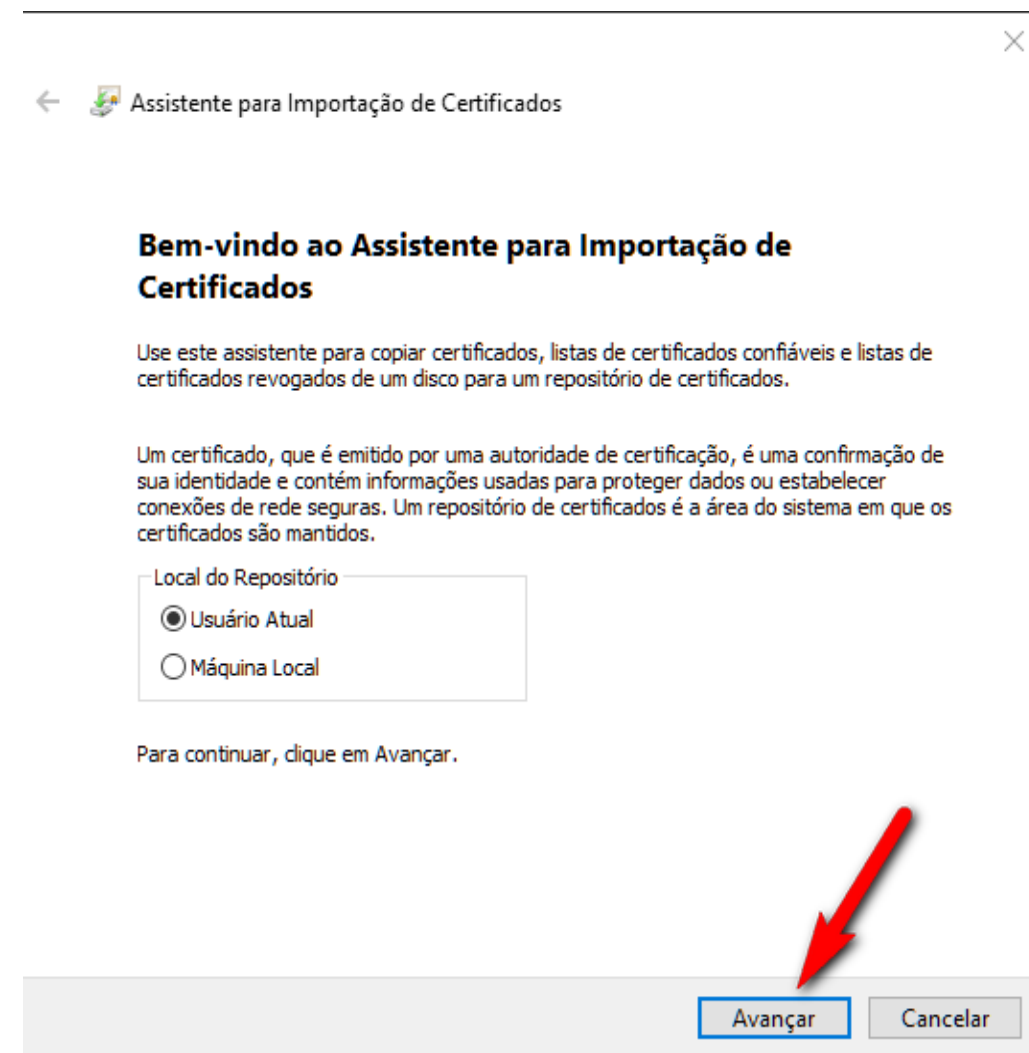 Assistente para Importação de Certificados
Bem-vindo ao Assistente para Importação de
Certificados
Use este assistente para copiar certificados, listas de certificados confiáveis e listas de
certificados revogados de um disco para um repositório de certificados.
Um certificado, que é emitido por uma autoridade de certificação, é uma confirmação de
sua identidade e contém informações usadas para proteger dados ou estabelecer
conexões de rede seguras. Um repositório de certificados é a área do sistema em que os
certificados são mantidos.
Local do Repositório
Usuário Atual
Máquina Local
Para continuar, clique em Avançar.
Avançar
Cancelar